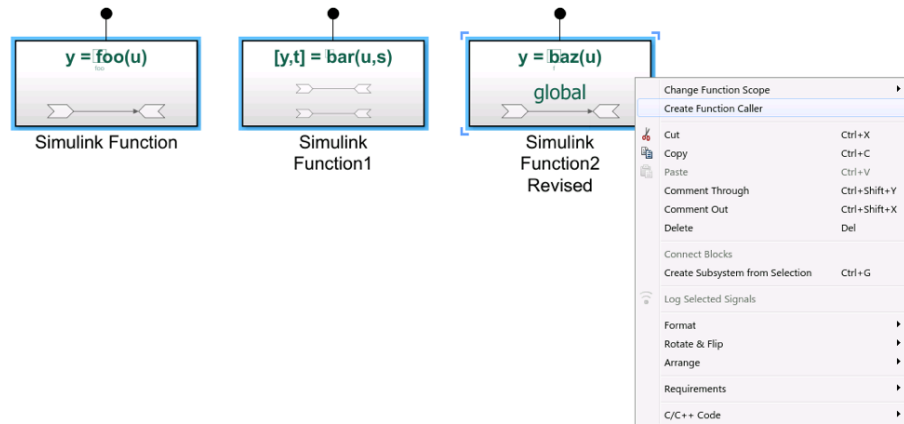 y = foo(u)
foo
Simulink Function
[y,t] = bar(u,s)
Simulink
Function1
y = baz(u)
global
Simulink
Function2
Revised
Change Function Scope
Create Function Caller
Cut Ctrl+X
Copy Ctrl+C
Paste Ctrl+V
Comment Through Ctrl+Shift+Y
Comment Out Ctrl+Shift+X
Delete Del
Connect Blocks
Create Subsystem from Selection Ctrl+G
Log Selected Signals
Format
Rotate & Flip
Arrange
Requirements
C/C++ Code